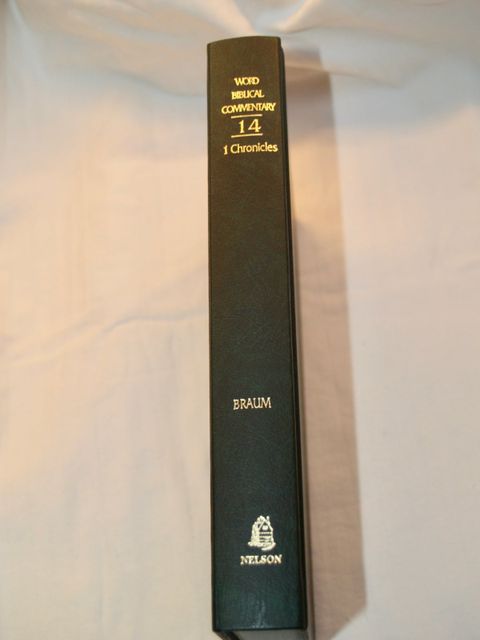 WORD
BIBLICAL
COMMENTARY
14
1 Chronicles
BRAUM
NELSON